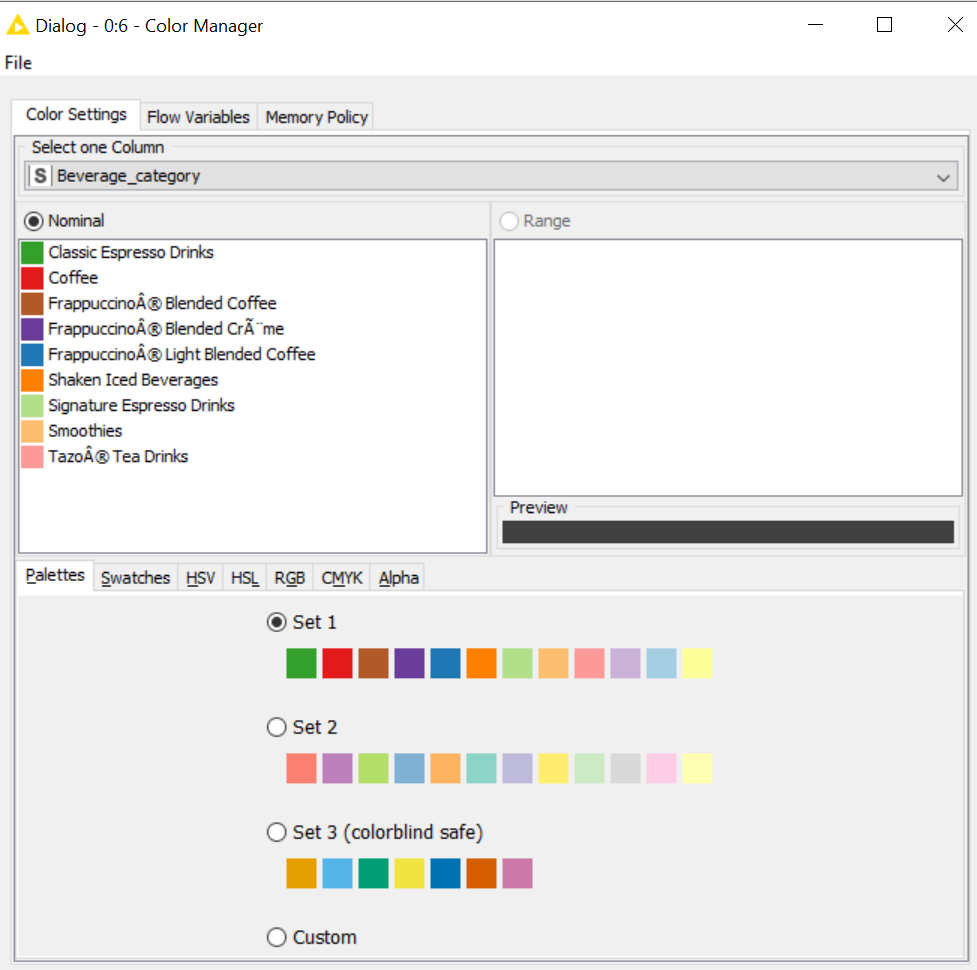 Dialog - 0:6 - Color Manager
File
Color Settings Flow Variables Memory Policy
Select one Column
S Beverage_category
Nominal
Range
Classic Espresso Drinks
Coffee
FrappuccinoÂ® Blended Coffee
FrappuccinoÂ® Blended CrÃ¨me
FrappuccinoÂ® Light Blended Coffee
Shaken Iced Beverages
Signature Espresso Drinks
Smoothies
TazoÂ® Tea Drinks
Preview
Palettes Swatches HSV HSL RGB CMYK Alpha
Set 1
Set 2
Set 3 (colorblind safe)
Custom